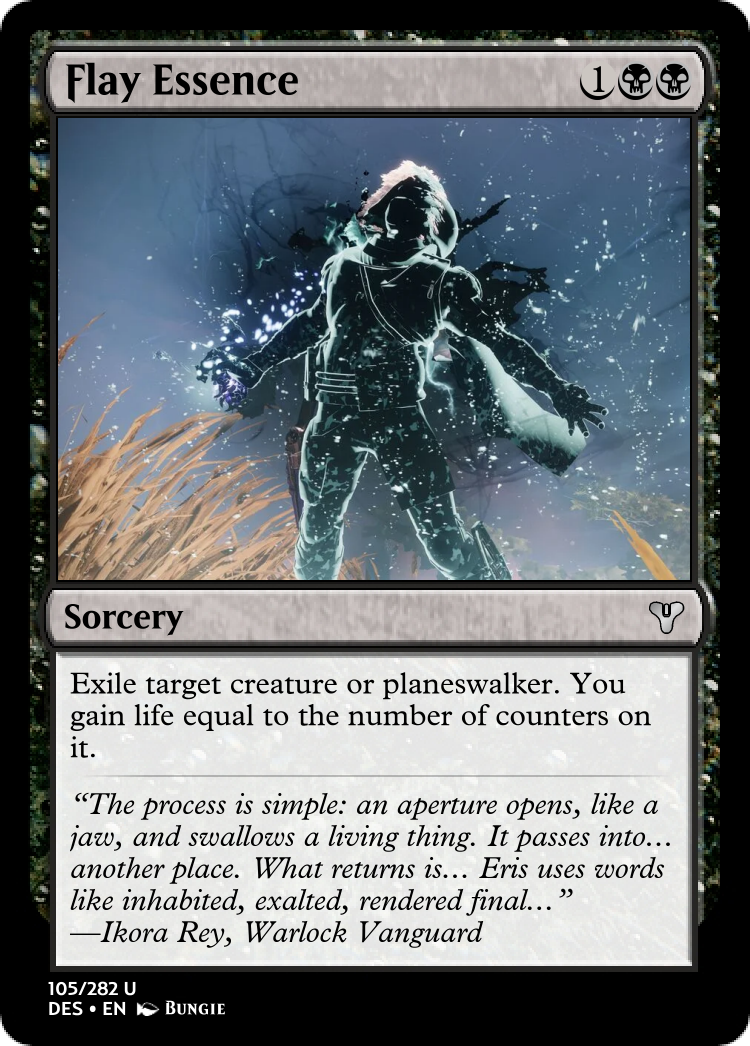 Flay Essence 1
Sorcery
Exile target creature or planeswalker. You
gain life equal to the number of counters on
it.
“The process is simple: an aperture opens, like a
jaw, and swallows a living thing. It passes into…
another place. What returns is… Eris uses words
like inhabited, exalted, rendered final…”
—Ikora Rey, Warlock Vanguard
105/282 U
DES • EN Bungie